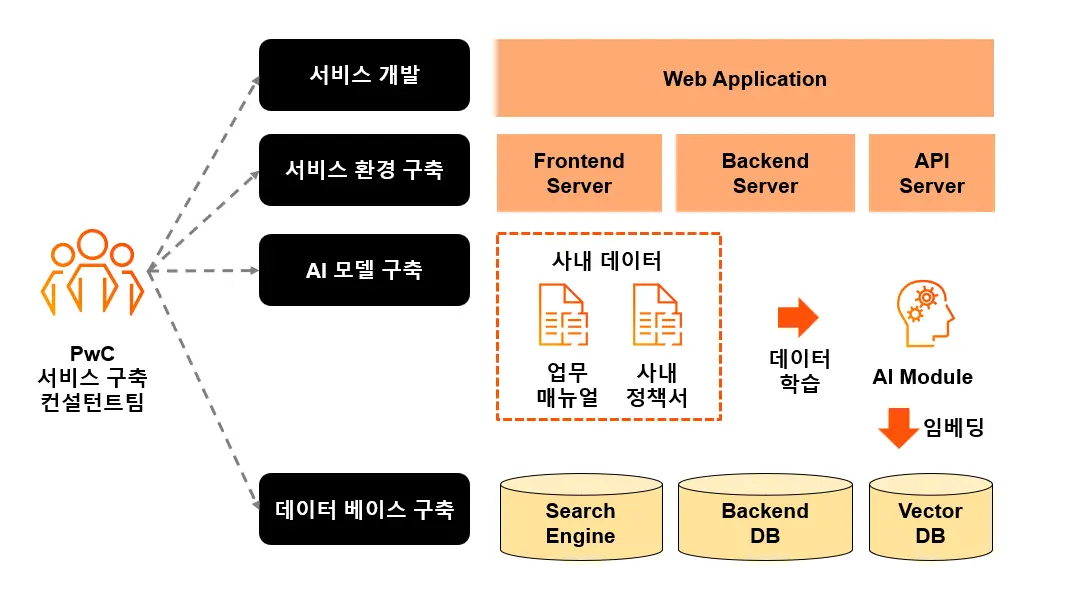 서비스 개발
Web Application
서비스 환경 구축
Frontend
Server
Backend
Server
API
Server
PwC
서비스 구축
컨설턴트팀
AI 모델 구축
사내 데이터
업무
매뉴얼
사내
정책서
데이터
학습
AI Module
임베딩
데이터 베이스 구축
Search
Engine
Backend
DB
Vector
DB